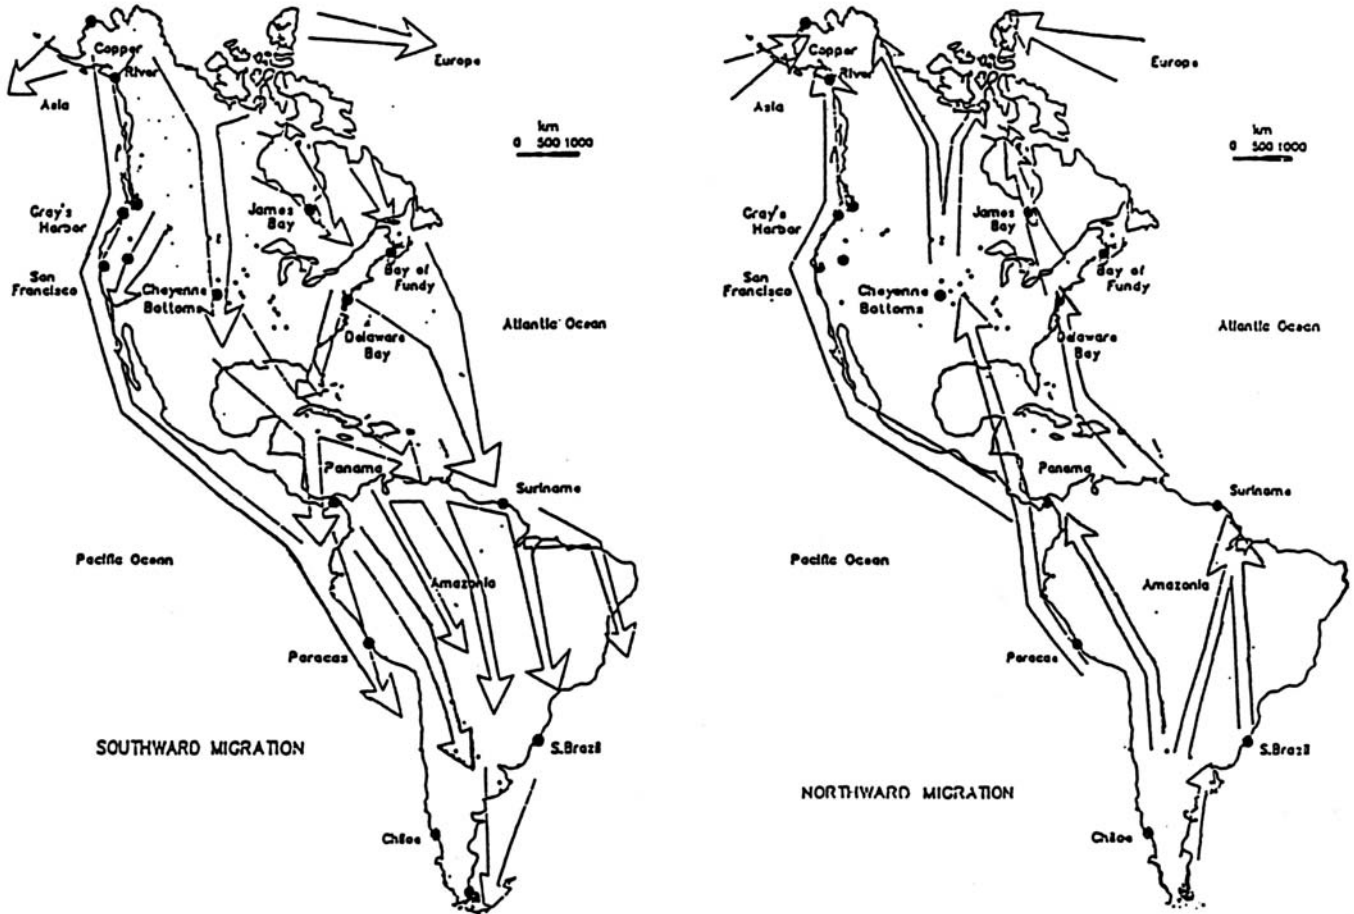 Copper
River
Europe
Asia
km
0 500 1000
Gray's
Harbor
James
Bay
San
Francisco
Bay of
Fundy
Cheyenne
Bottoms
Delaware
Bay
Atlantic Ocean
Panama
Suriname
Pacific Ocean
Amazonia
Paracas
SOUTHWARD MIGRATION
S.Brazil
Chiloe
Copper
River
Europe
Asia
km
0 500 1000
Gray's
Harbor
James
Bay
San
Francisco
Bay of
Fundy
Cheyenne
Bottoms
Delaware
Bay
Atlantic Ocean
Panama
Suriname
Pacific Ocean
Amazonia
Paracas
S.Brazil
NORTHWARD MIGRATION
Chiloe